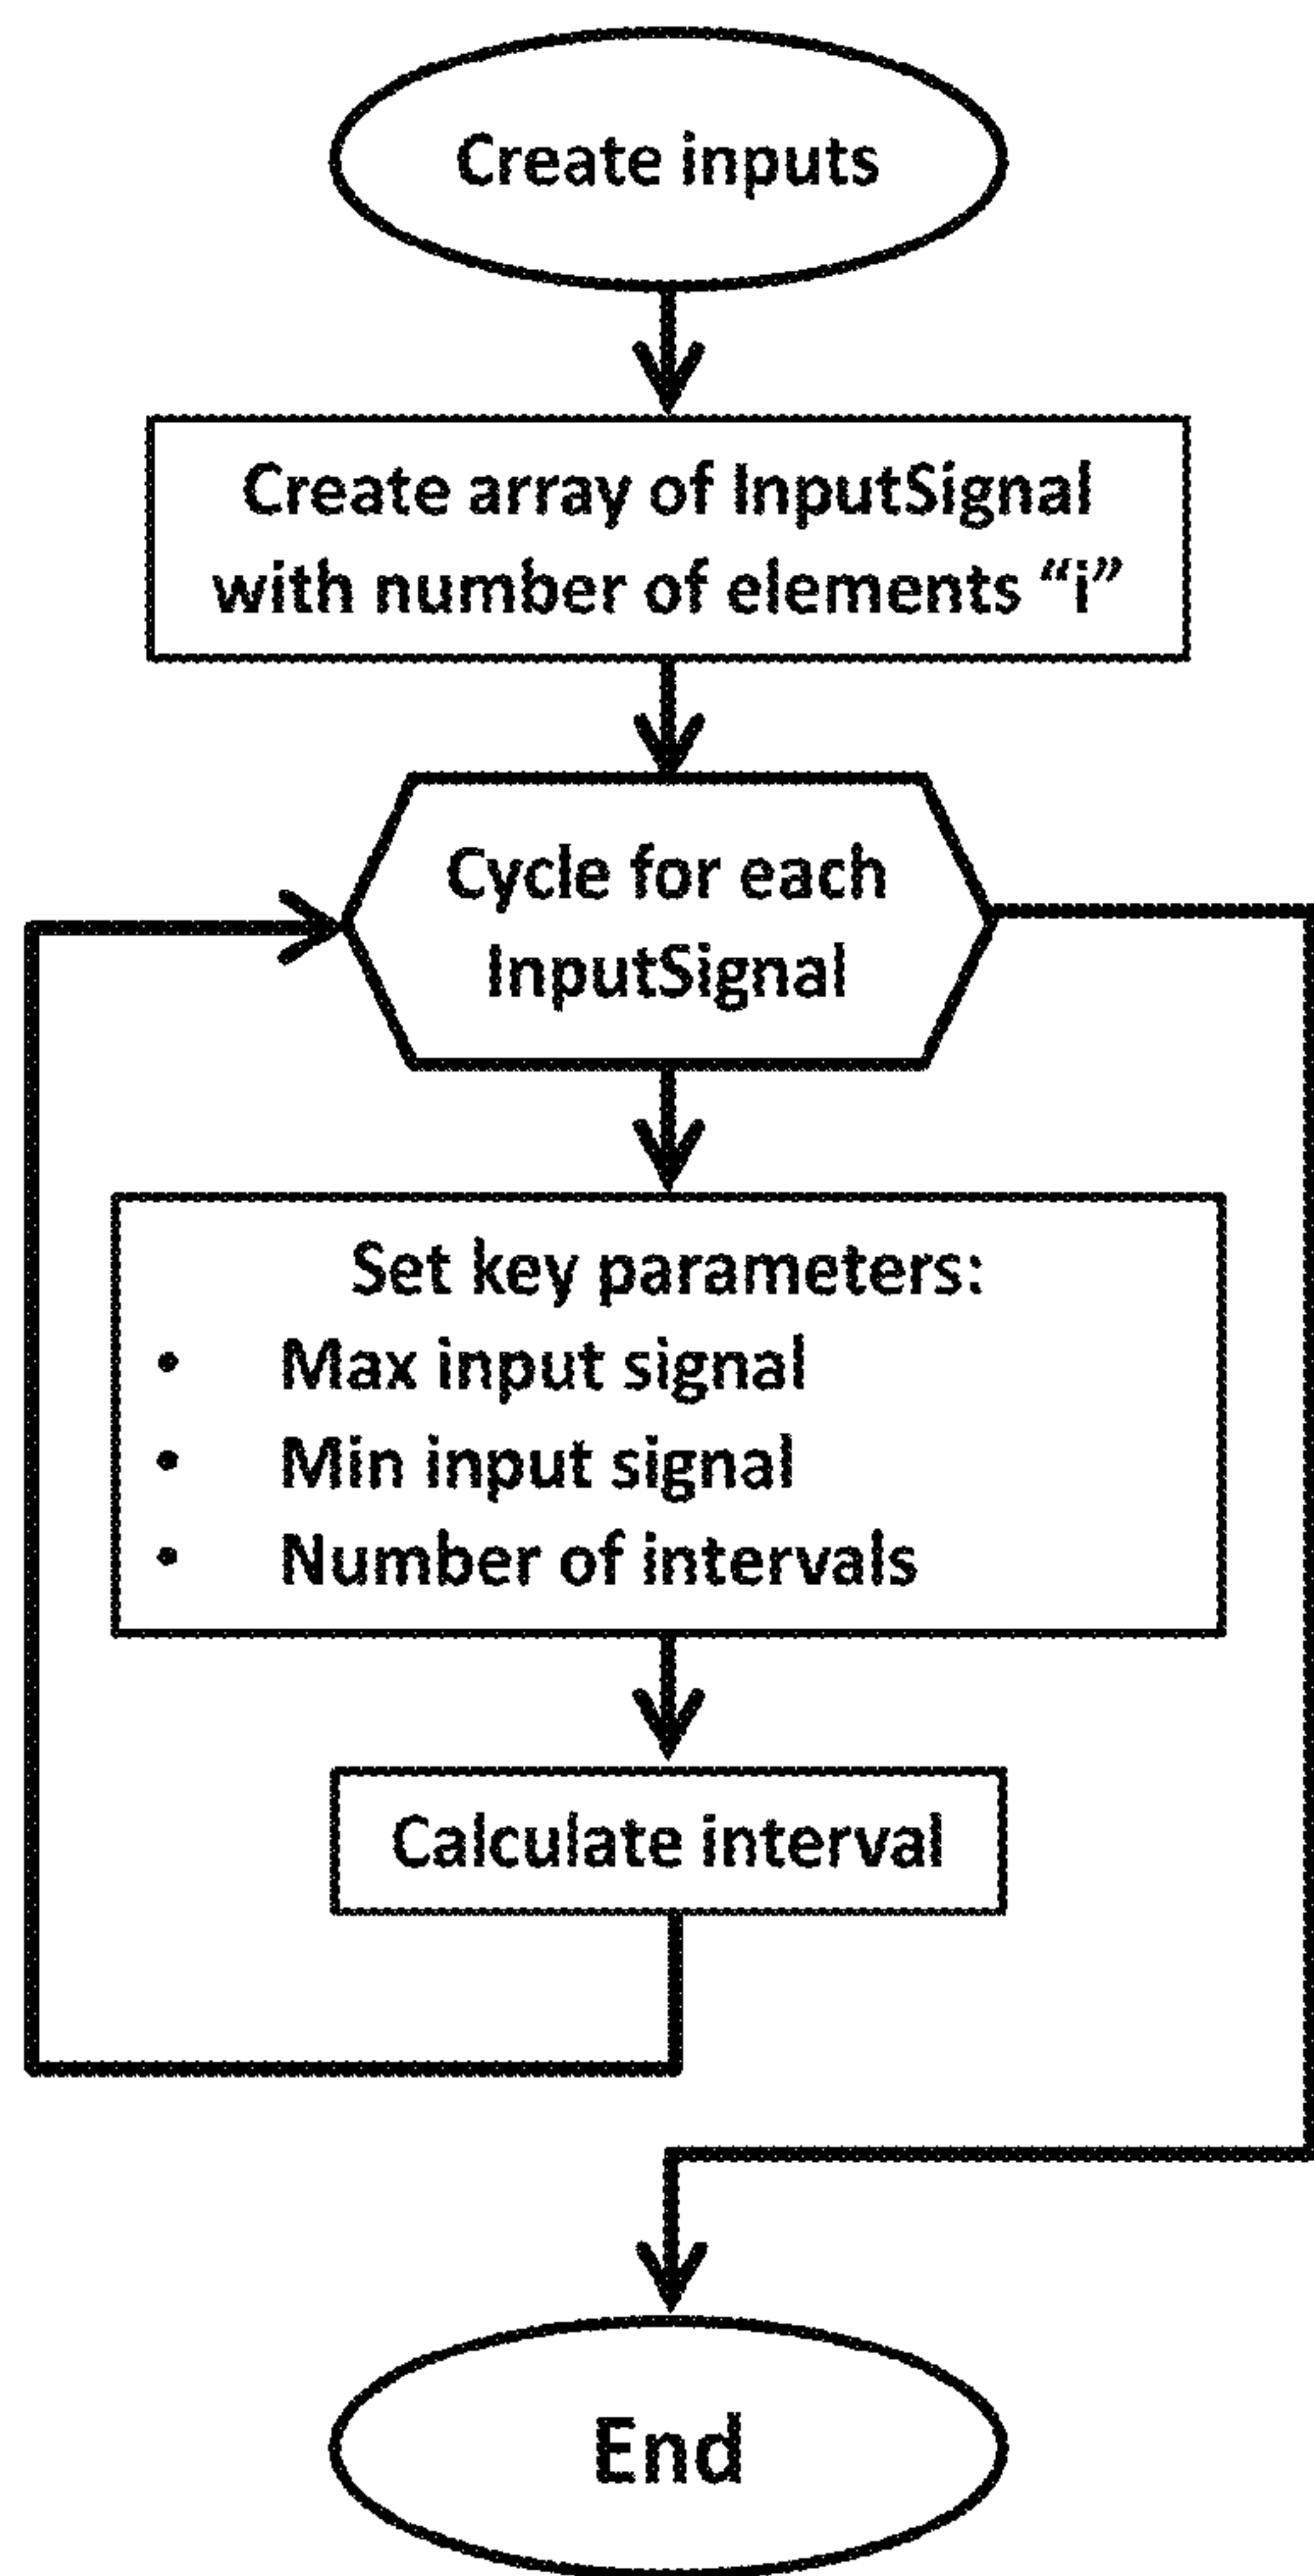 Create inputs
Create array of InputSignal
with number of elements “i”
Cycle for each
InputSignal
Set key parameters:
• Max input signal
• Min input signal
• Number of intervals
Calculate interval
End